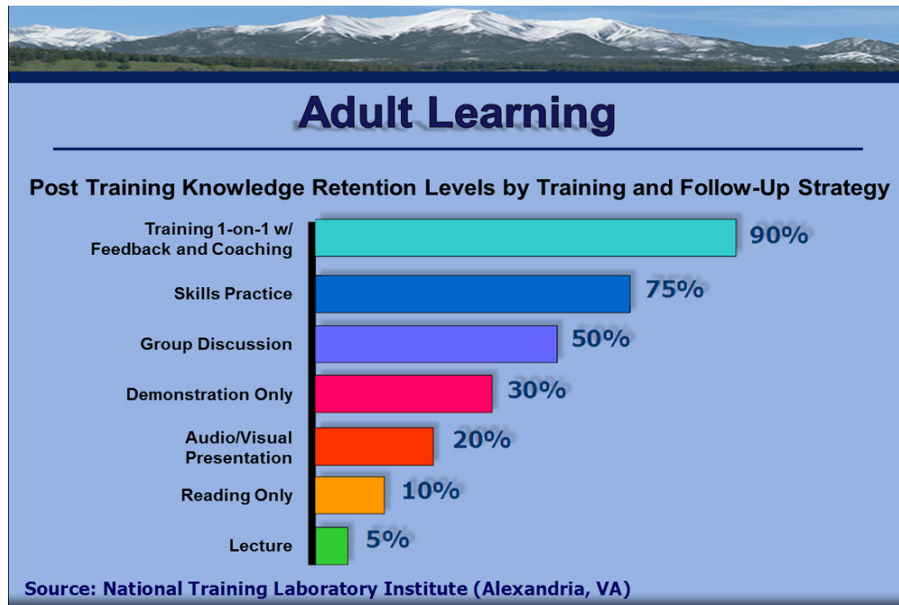 Adult Learning
Post Training Knowledge Retention Levels by Training and Follow-Up Strategy
Training 1-on-1 w/
Feedback and Coaching
90%
Skills Practice
75%
Group Discussion
50%
Demonstration Only
30%
Audio/Visual
Presentation
20%
Reading Only
10%
Lecture
5%
Source: National Training Laboratory Institute (Alexandria, VA)